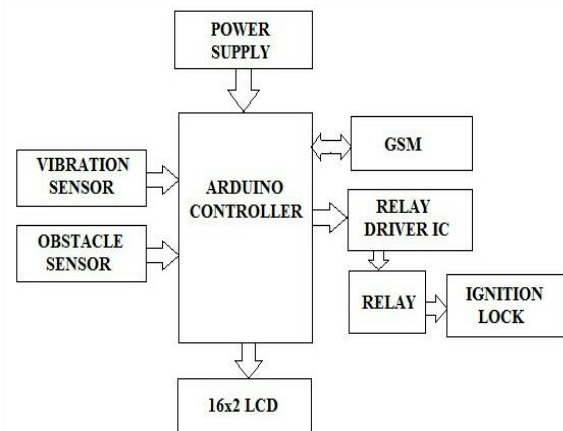 POWER
SUPPLY
GSM
VIBRATION
SENSOR
ARDUINO
CONTROLLER
OBSTACLE
SENSOR
RELAY
DRIVER IC
RELAY
IGNITION
LOCK
16x2 LCD